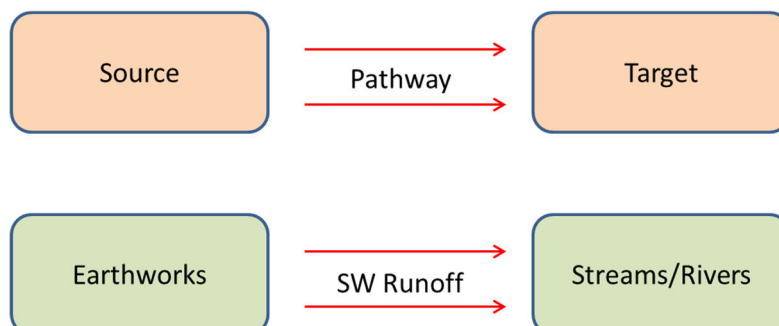 Source
Pathway
Target
Earthworks
SW Runoff
Streams/Rivers